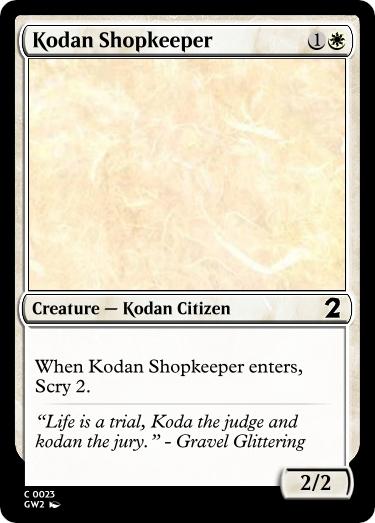 Kodan Shopkeeper 1
Creature — Kodan Citizen 2
When Kodan Shopkeeper enters,
Scry 2.
“Life is a trial, Koda the judge and
kodan the jury.” - Gravel Glittering
2/2
C 0023
GW2